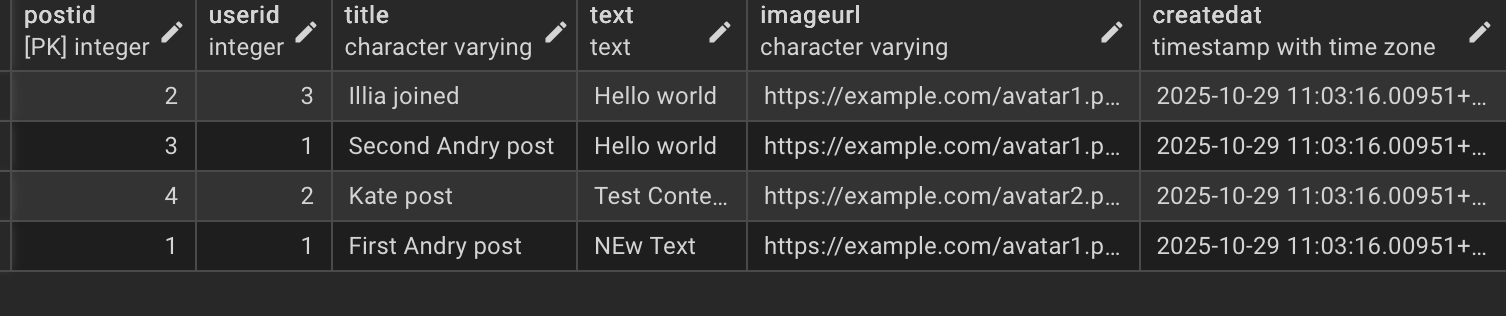 postid userid title text imageurl createdat
[PK] integer integer character varying text character varying timestamp with time zone
2 3 Illia joined Hello world https://example.com/avatar1.p... 2025-10-29 11:03:16.00951+...
3 1 Second Andry post Hello world https://example.com/avatar1.p... 2025-10-29 11:03:16.00951+...
4 2 Kate post Test Conte... https://example.com/avatar2.p... 2025-10-29 11:03:16.00951+...
1 1 First Andry post NEw Text https://example.com/avatar1.p... 2025-10-29 11:03:16.00951+...